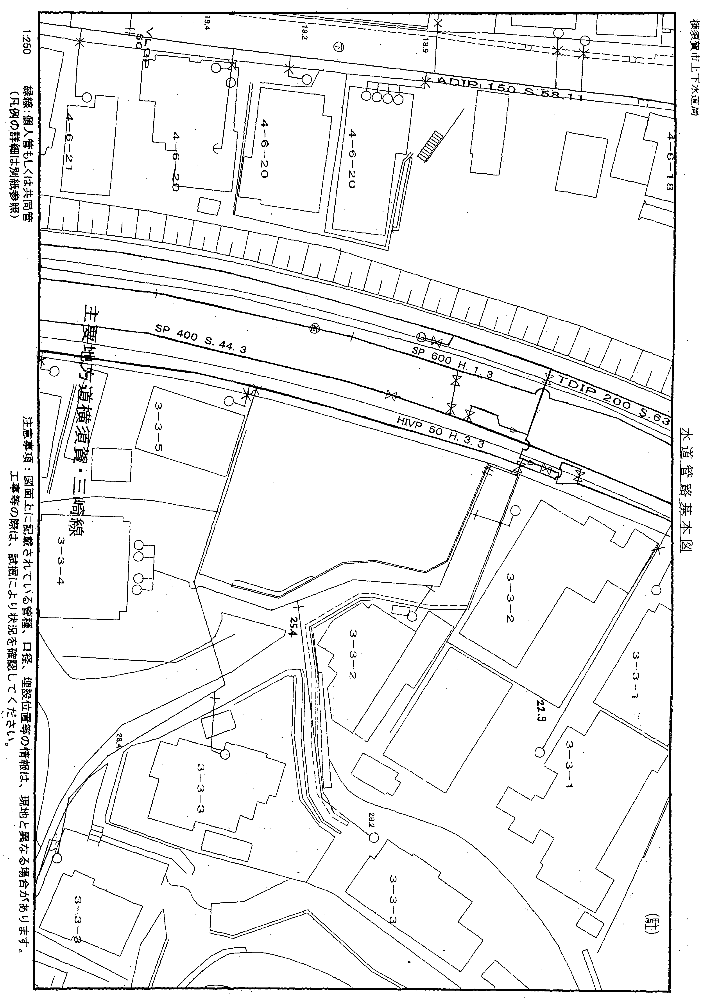 水道管路基本図
横須賀市上下水道局
4-6-18
ADIP 150 S.58.11
18.9
19.2
19.4
下
VLGP
50
4-6-20
4-6-20
4-6-20
4-6-21
TDIP 200 S.63
SP 600 H.1.3
SP 400 S.44.3
HIVP 50 H.3.3
主要地方道横須賀・三崎線
3-3-5
3-3-4
3-3-2
3-3-1
3-3-2
25.4
22.9
3-3-1
28.4
3-3-3
28.2
3-3-3
3-3-3
(駐)
1:250
緑線:個人管もしくは共同管
(凡例の詳細は別紙参照)
注意事項:図面上に記載されている管種、口径、埋設位置等の情報は、現地と異なる場合があります。
工事等の際は、試掘により状況を確認してください。